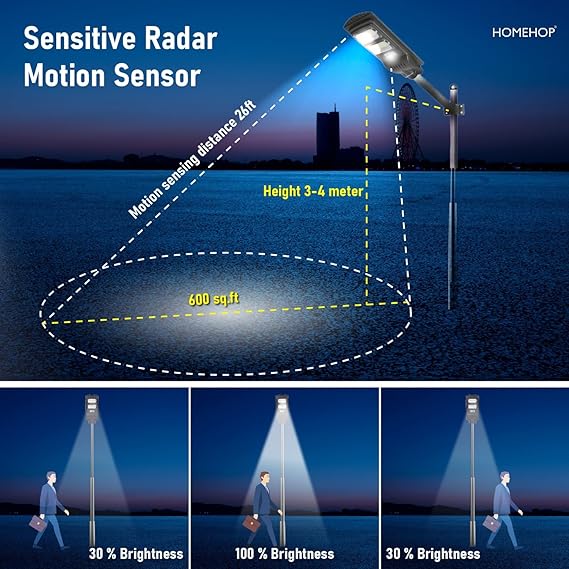 Sensitive Radar
Motion Sensor
HOMEHOP®
Motion sensing distance 26ft
Height 3-4 meter
600 sq.ft
30 % Brightness
100 % Brightness
30 % Brightness